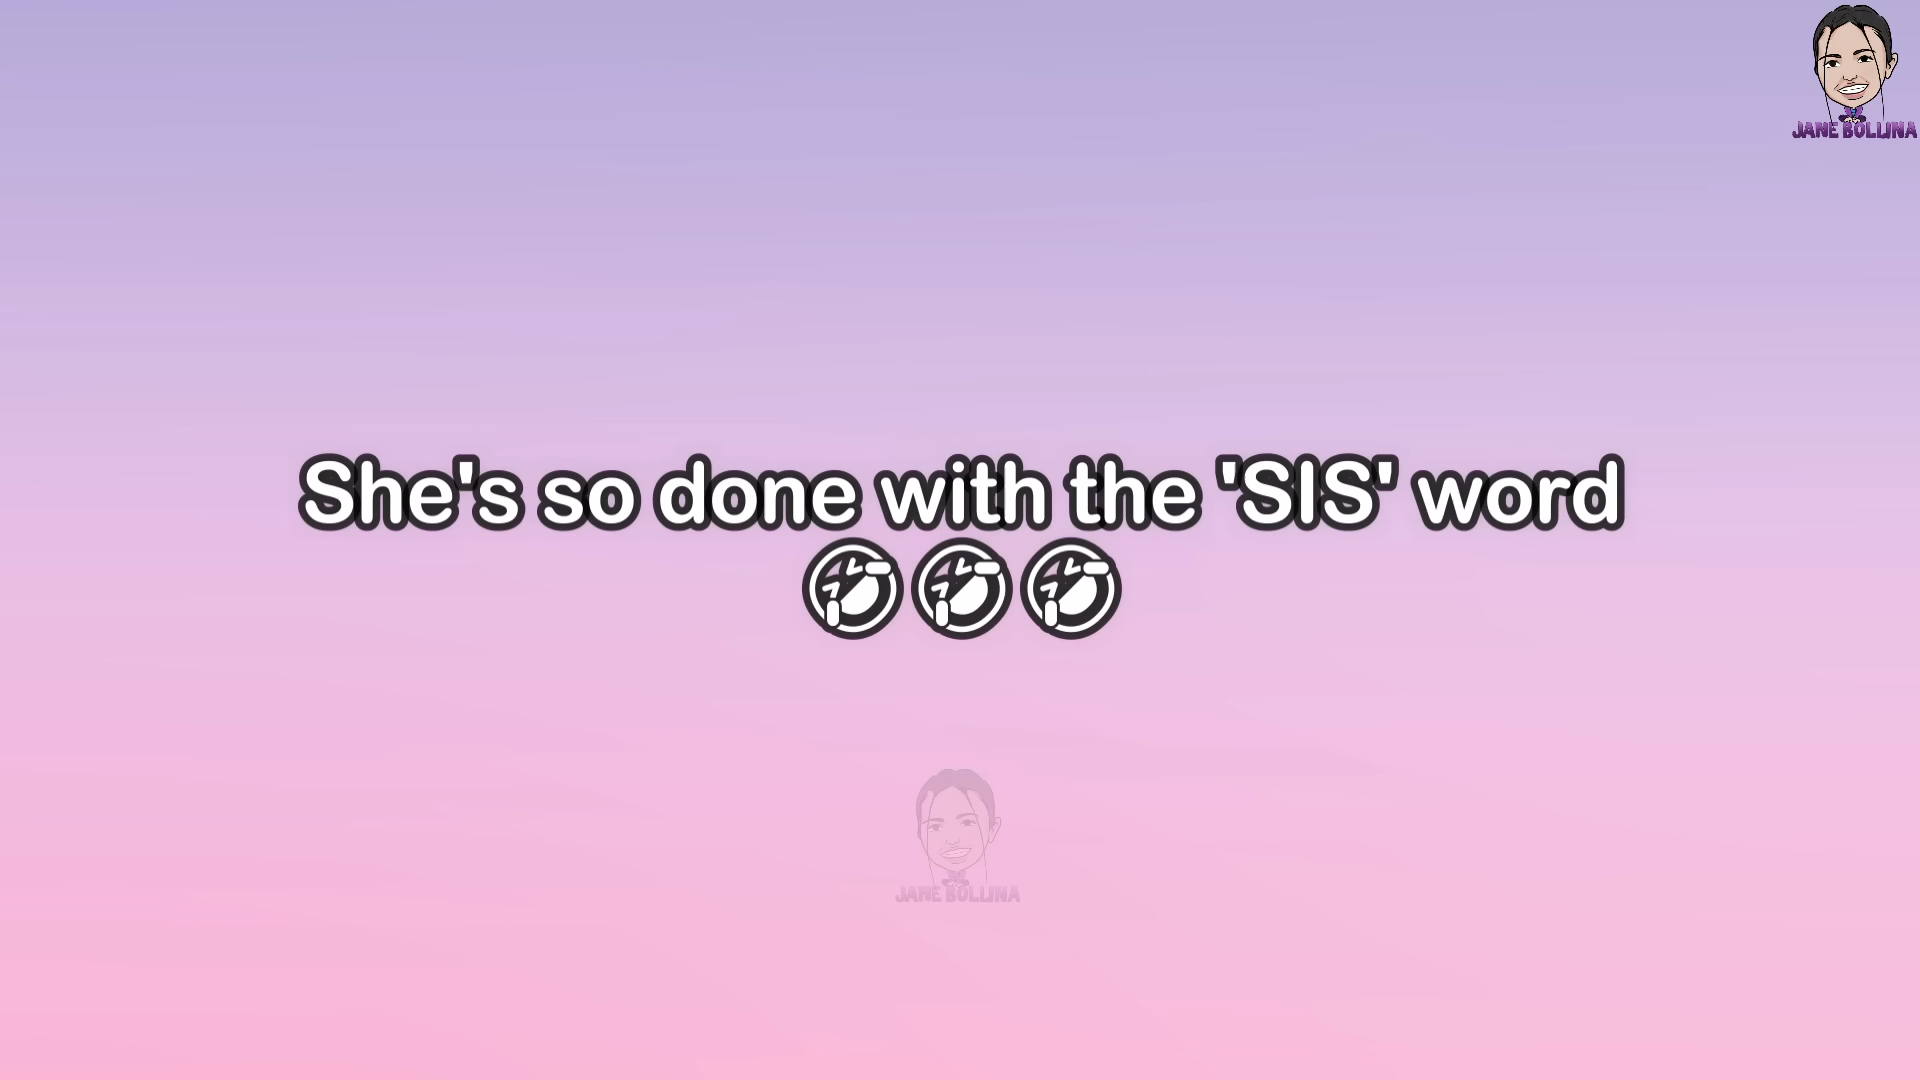 JANE BOLLINA
She's so done with the 'SIS' word
🤣🤣🤣
JANE BOLLINA